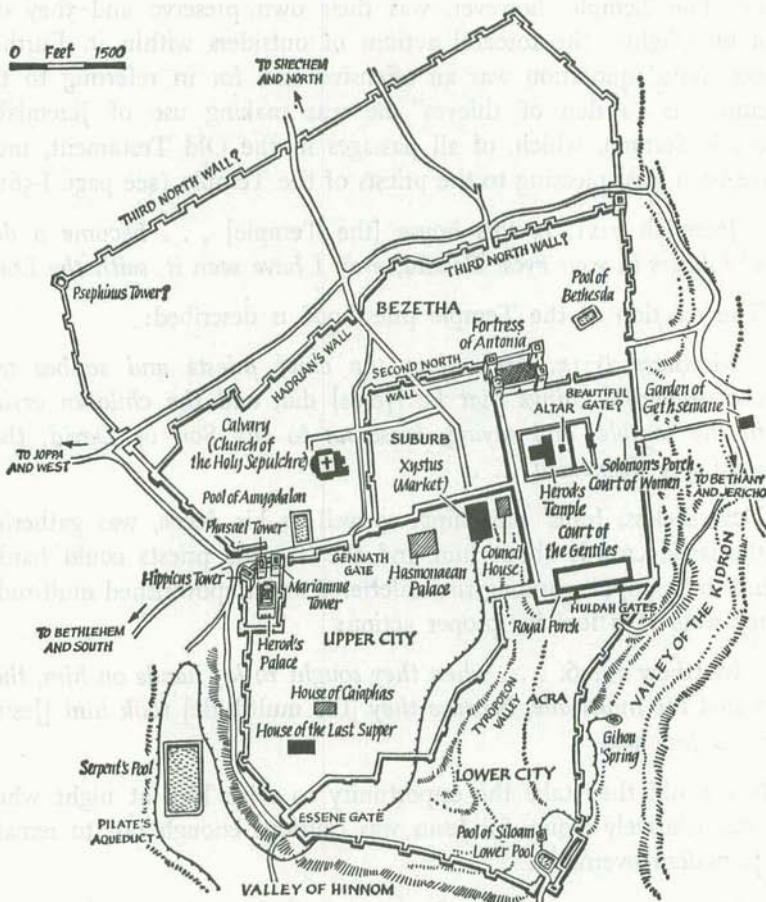 0 Feet 1500
TO SHECHEM
AND NORTH
THIRD NORTH WALL?
Psephinus Tower?
HADRIAN'S WALL
THIRD NORTH WALL?
BEZETHA
Pool of
Bethesda
Fortress
of Antonia
SECOND NORTH
WALL
BEAUTIFUL
GATE?
ALTAR
Garden of
Gethsemane
Calvary
(Church of
the Holy Sepulchre)
SUBURB
Xystus
(Market)
Solomon's Porch
Court of Women
TO JOPPA
AND WEST
TO BETHANY
AND JERICHO
Pool of Amygdalon
Phasael Tower
Herod's
Temple
Court of
the Gentiles
GENNATH
GATE
Hasmonaean
Palace
Council
House
Hippicus Tower
Mariamne
Tower
HULDAH GATES
Royal Porch
VALLEY OF THE KIDRON
TO BETHLEHEM
AND SOUTH
Herod's
Palace
UPPER CITY
House of Caiaphas
House of the Last Supper
TYROPOEON
VALLEY
ACRA
Gihon
Spring
Serpent's Pool
LOWER CITY
PILATE'S
AQUEDUCT
ESSENE GATE
Pool of Siloam
Lower Pool
VALLEY OF HINNOM